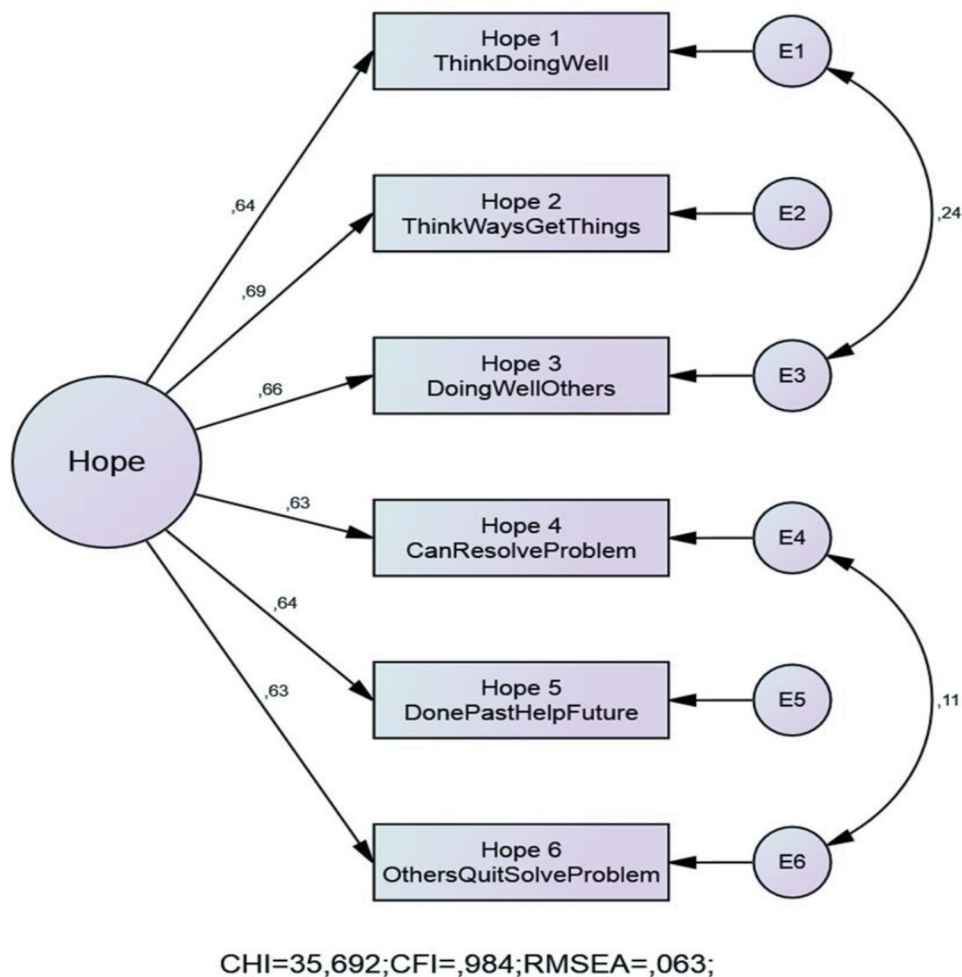 Hope 1
ThinkDoingWell
E1
,64
Hope 2
ThinkWaysGetThings
E2
,24
,69
Hope 3
DoingWellOthers
E3
,66
Hope
,63
Hope 4
CanResolveProblem
E4
,64
,63
Hope 5
DonePastHelpFuture
E5
,11
Hope 6
OthersQuitSolveProblem
E6
CHI=35,692;CFI=,984;RMSEA=,063;